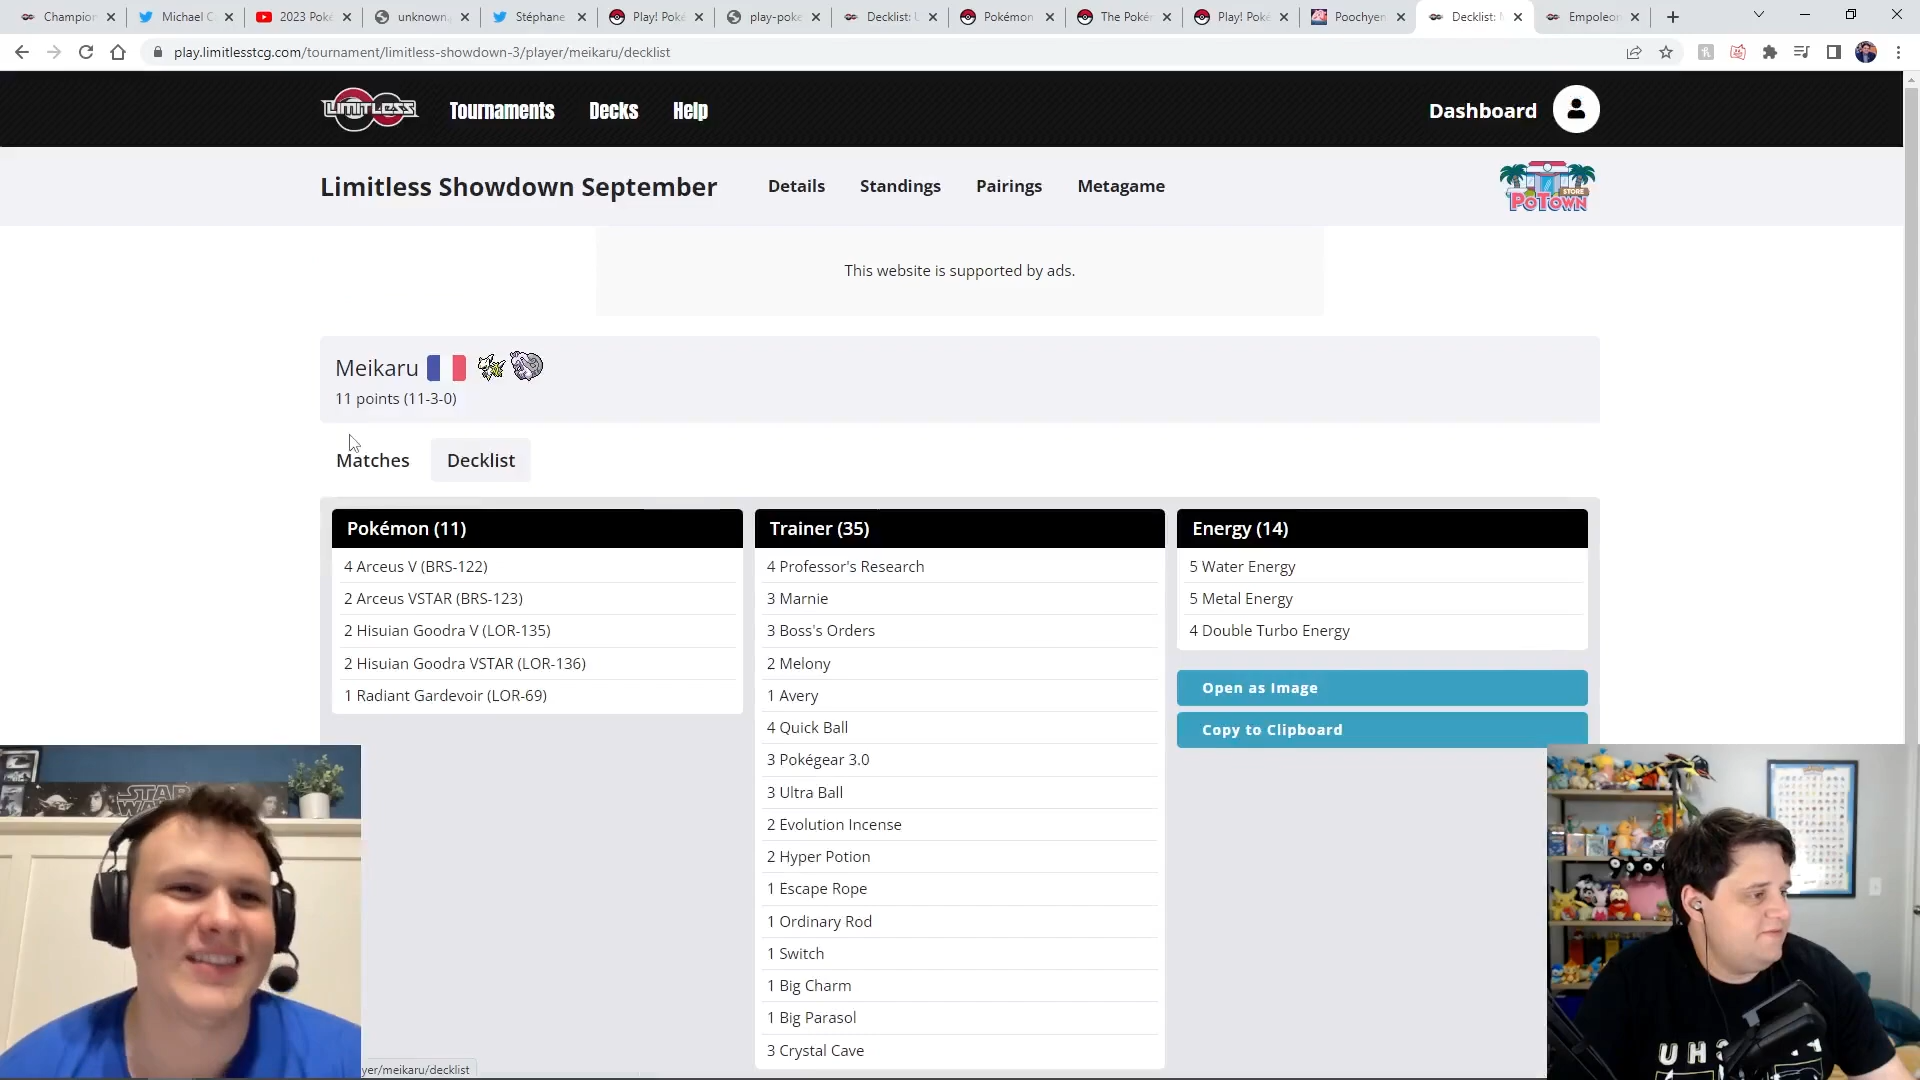 Champion
Michael C
2023 Poké
unknown.
Stéphane
Play! Poké
play-poke
Decklist: L
Pokémon
The Pokém
Play! Poké
Poochyen
Decklist: M
Empoleon
play.limitlesstcg.com/tournament/limitless-showdown-3/player/meikaru/decklist
LIMITLESS
Tournaments
Decks
Help
Dashboard
Limitless Showdown September
Details
Standings
Pairings
Metagame
STORE
POTOWN
This website is supported by ads.
Meikaru
11 points (11-3-0)
Matches
Decklist
Pokémon (11)
4 Arceus V (BRS-122)
2 Arceus VSTAR (BRS-123)
2 Hisuian Goodra V (LOR-135)
2 Hisuian Goodra VSTAR (LOR-136)
1 Radiant Gardevoir (LOR-69)
Trainer (35)
4 Professor's Research
3 Marnie
3 Boss's Orders
2 Melony
1 Avery
4 Quick Ball
3 Pokégear 3.0
3 Ultra Ball
2 Evolution Incense
2 Hyper Potion
1 Escape Rope
1 Ordinary Rod
1 Switch
1 Big Charm
1 Big Parasol
3 Crystal Cave
Energy (14)
5 Water Energy
5 Metal Energy
4 Double Turbo Energy
Open as Image
Copy to Clipboard
STAR
WARS
yer/meikaru/decklist